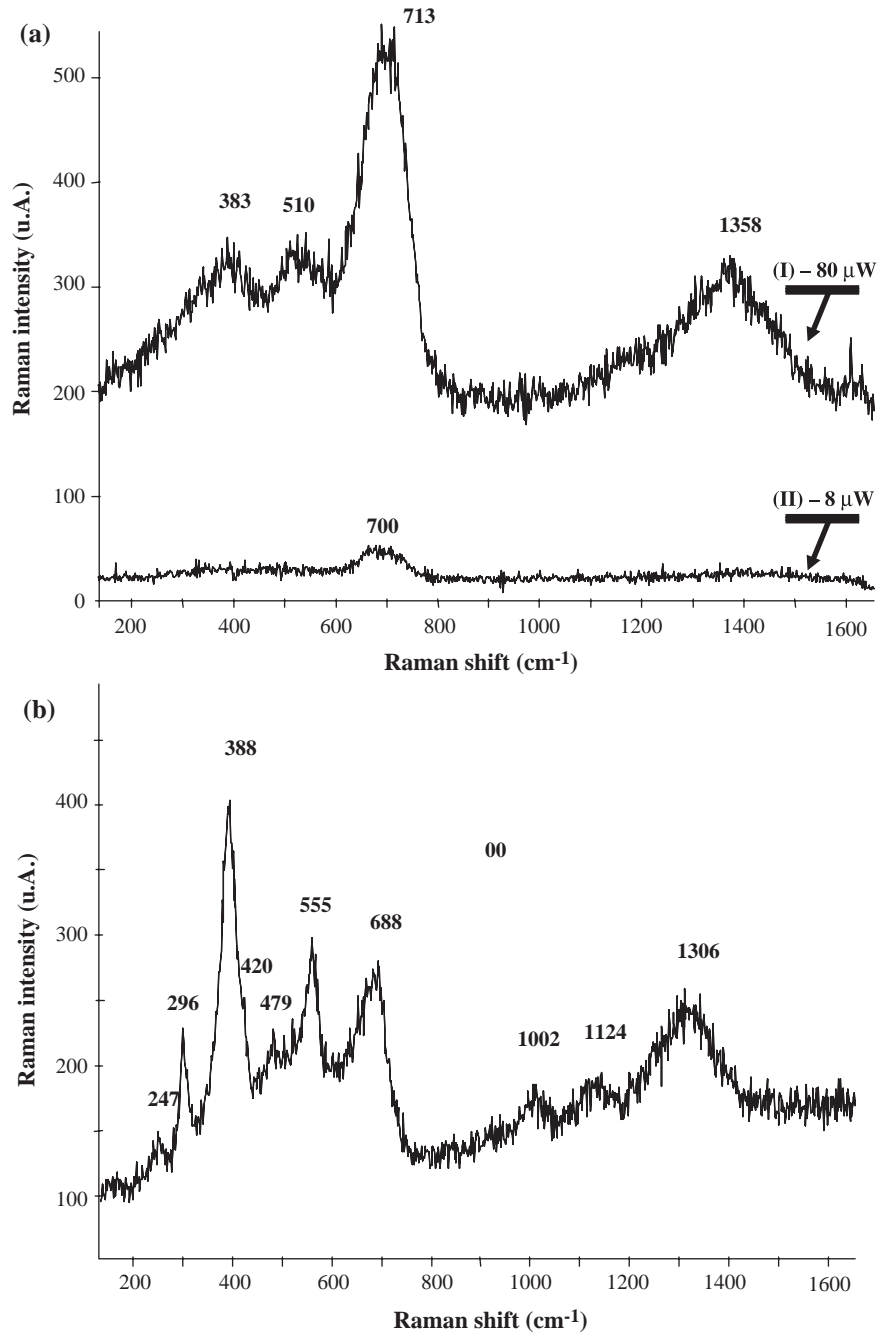 (a)
713
500
400
383
510
1358
300
(I) – 80 µW
200
100
(II) – 8 µW
700
0
200 400 600 800 1000 1200 1400 1600
Raman intensity (u.A.)
Raman shift (cm-1)
(b)
388
400
00
555
300
688
420
1306
296
479
1002
1124
200
247
100
200 400 600 800 1000 1200 1400 1600
Raman intensity (u.A.)
Raman shift (cm-1)